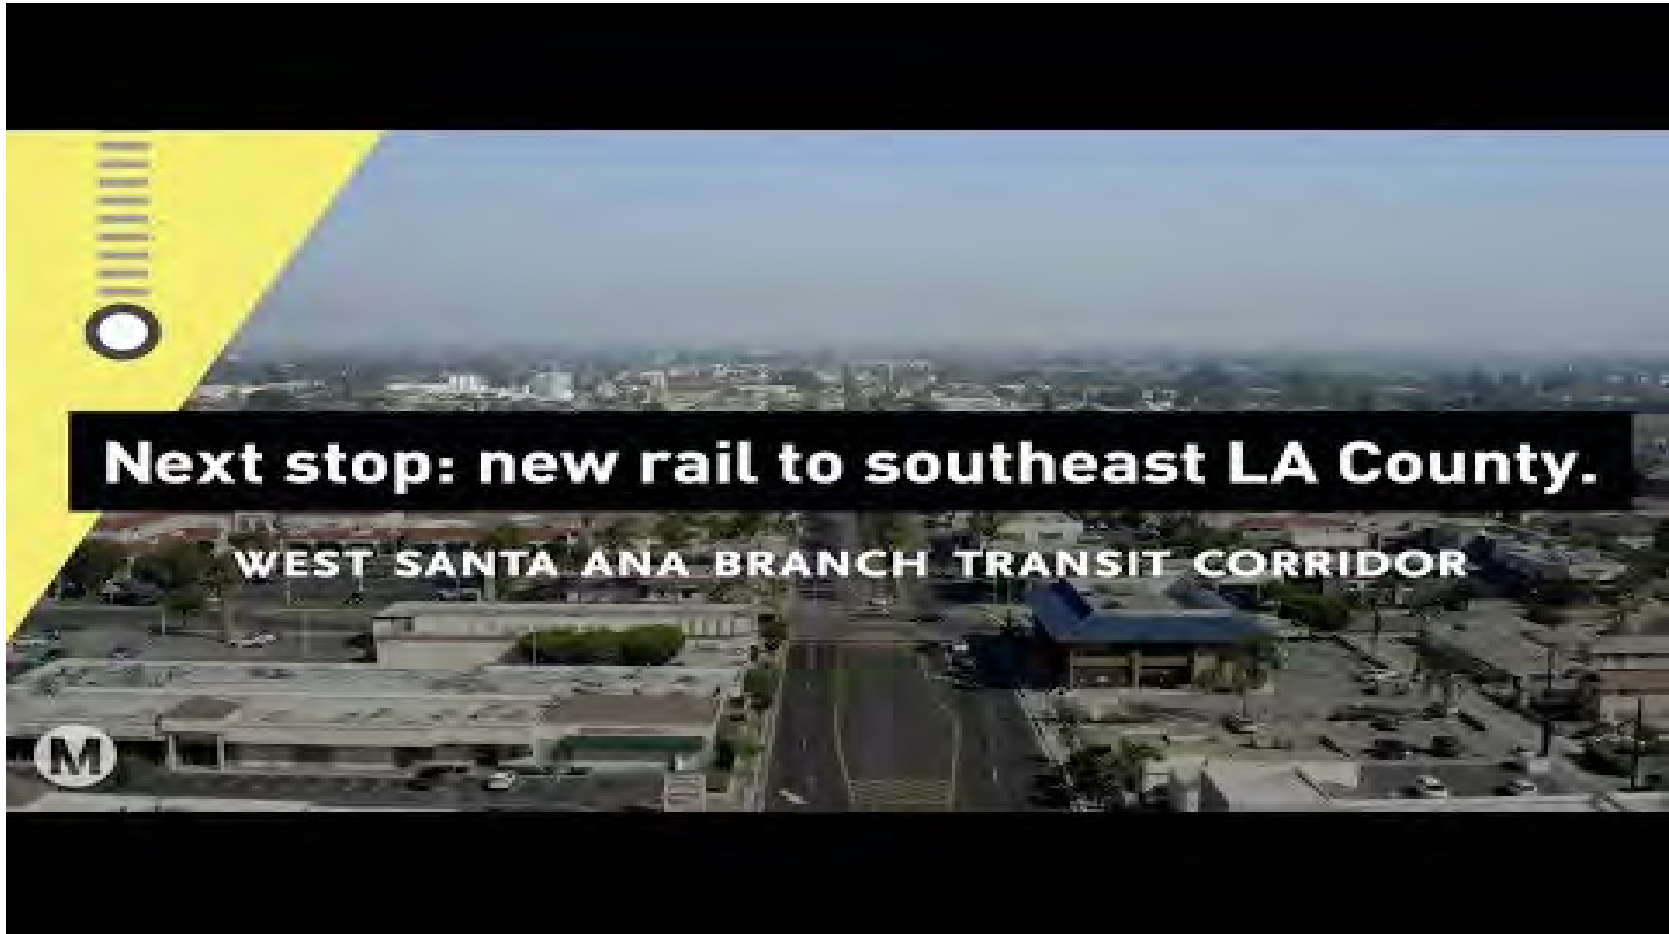 Next stop: new rail to southeast LA County.
WEST SANTA ANA BRANCH TRANSIT CORRIDOR
M